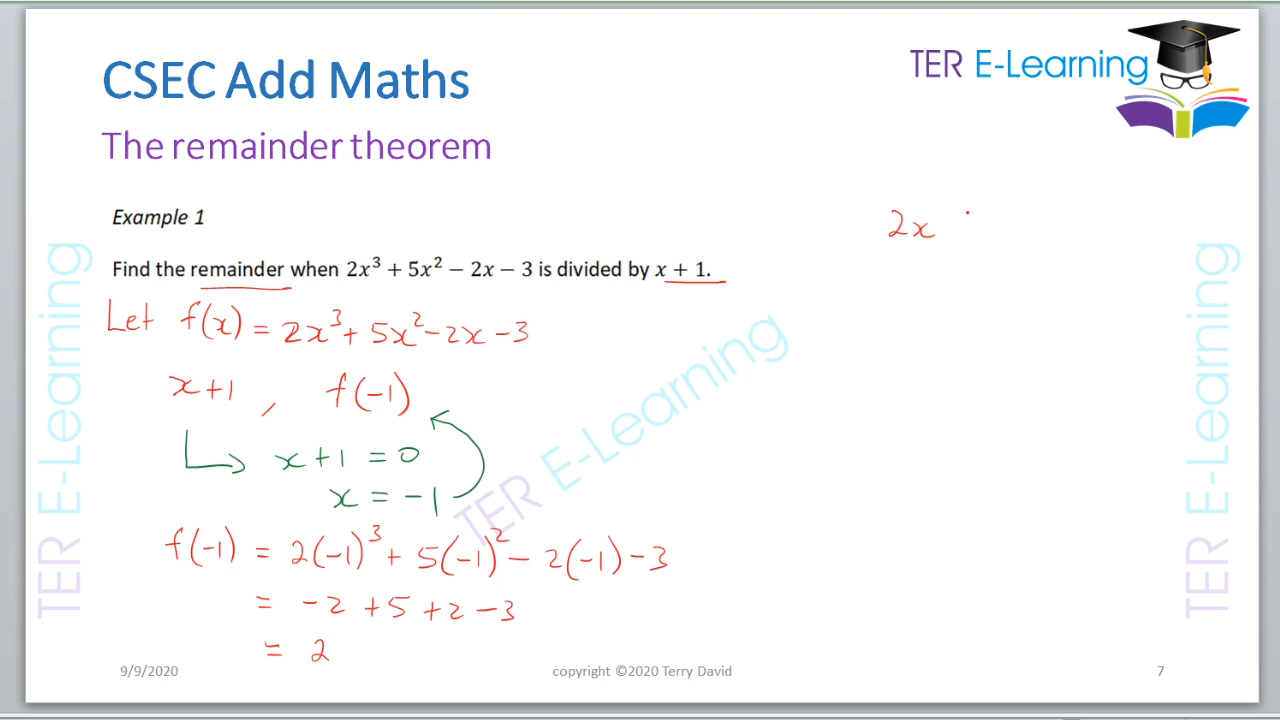 CSEC Add Maths
TER E-Learning
The remainder theorem
Example 1
2x
Find the remainder when 2x³ + 5x² − 2x − 3 is divided by x + 1.
Let f(x) = 2x³ + 5x² − 2x − 3
x+1 , f(−1)
x+1 = 0
x = −1
f(−1) = 2(−1)³ + 5(−1)² − 2(−1) − 3
= −2 + 5 + 2 − 3
= 2
TER E-Learning
TER E-Learning
TER E-Learning
9/9/2020
copyright ©2020 Terry David
7